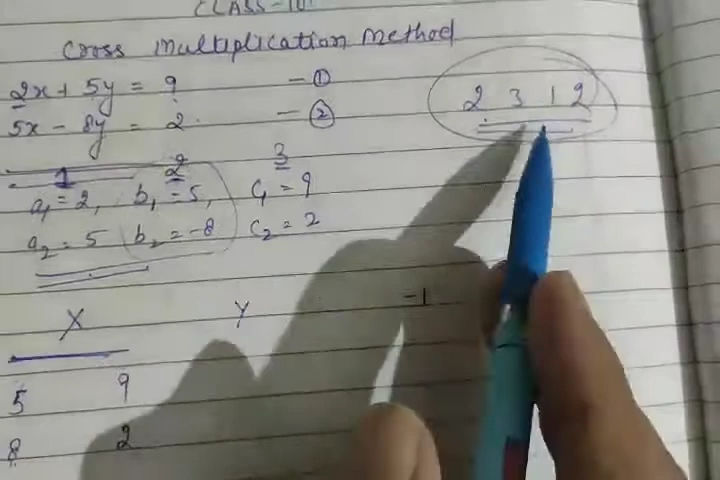 CLASS-10
Cross Multiplication Method
2x + 5y = 9 - ①
5x - 8y = 2 - ②
2 3 1 2
1 2 3
a₁ = 2, b₁ = 5, c₁ = 9
a₂ = 5 b₂ = -8 c₂ = 2
X Y -1
5 9
8 2